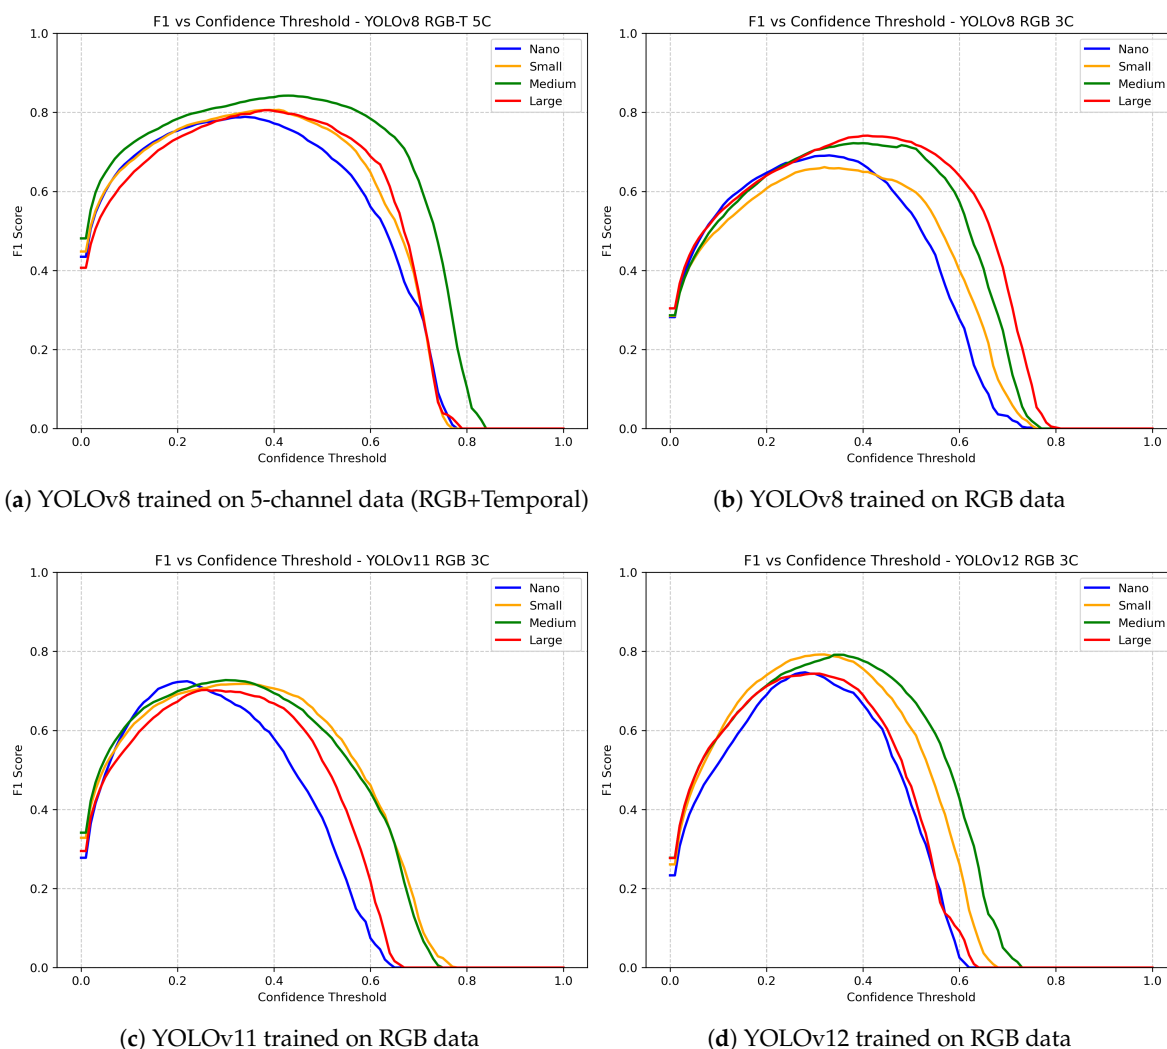 F1 vs Confidence Threshold - YOLOv8 RGB-T 5C
1.0
0.8
0.6
0.4
0.2
0.0
F1 Score
0.0 0.2 0.4 0.6 0.8 1.0
Confidence Threshold
Nano
Small
Medium
Large
(a) YOLOv8 trained on 5-channel data (RGB+Temporal)
F1 vs Confidence Threshold - YOLOv8 RGB 3C
1.0
0.8
0.6
0.4
0.2
0.0
F1 Score
0.0 0.2 0.4 0.6 0.8 1.0
Confidence Threshold
Nano
Small
Medium
Large
(b) YOLOv8 trained on RGB data
F1 vs Confidence Threshold - YOLOv11 RGB 3C
1.0
0.8
0.6
0.4
0.2
0.0
F1 Score
0.0 0.2 0.4 0.6 0.8 1.0
Confidence Threshold
Nano
Small
Medium
Large
(c) YOLOv11 trained on RGB data
F1 vs Confidence Threshold - YOLOv12 RGB 3C
1.0
0.8
0.6
0.4
0.2
0.0
F1 Score
0.0 0.2 0.4 0.6 0.8 1.0
Confidence Threshold
Nano
Small
Medium
Large
(d) YOLOv12 trained on RGB data